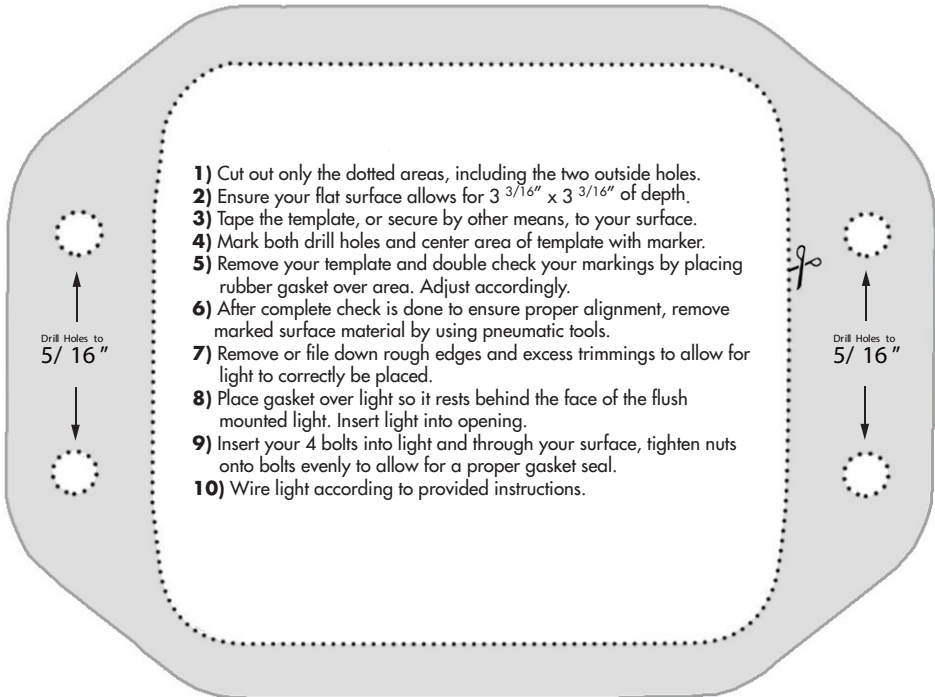 1) Cut out only the dotted areas, including the two outside holes.
2) Ensure your flat surface allows for 3 3/16" x 3 3/16" of depth.
3) Tape the template, or secure by other means, to your surface.
4) Mark both drill holes and center area of template with marker.
5) Remove your template and double check your markings by placing
rubber gasket over area. Adjust accordingly.
6) After complete check is done to ensure proper alignment, remove
marked surface material by using pneumatic tools.
7) Remove or file down rough edges and excess trimmings to allow for
light to correctly be placed.
8) Place gasket over light so it rests behind the face of the flush
mounted light. Insert light into opening.
9) Insert your 4 bolts into light and through your surface, tighten nuts
onto bolts evenly to allow for a proper gasket seal.
10) Wire light according to provided instructions.
Drill Holes to
5/ 16"
Drill Holes to
5/ 16"